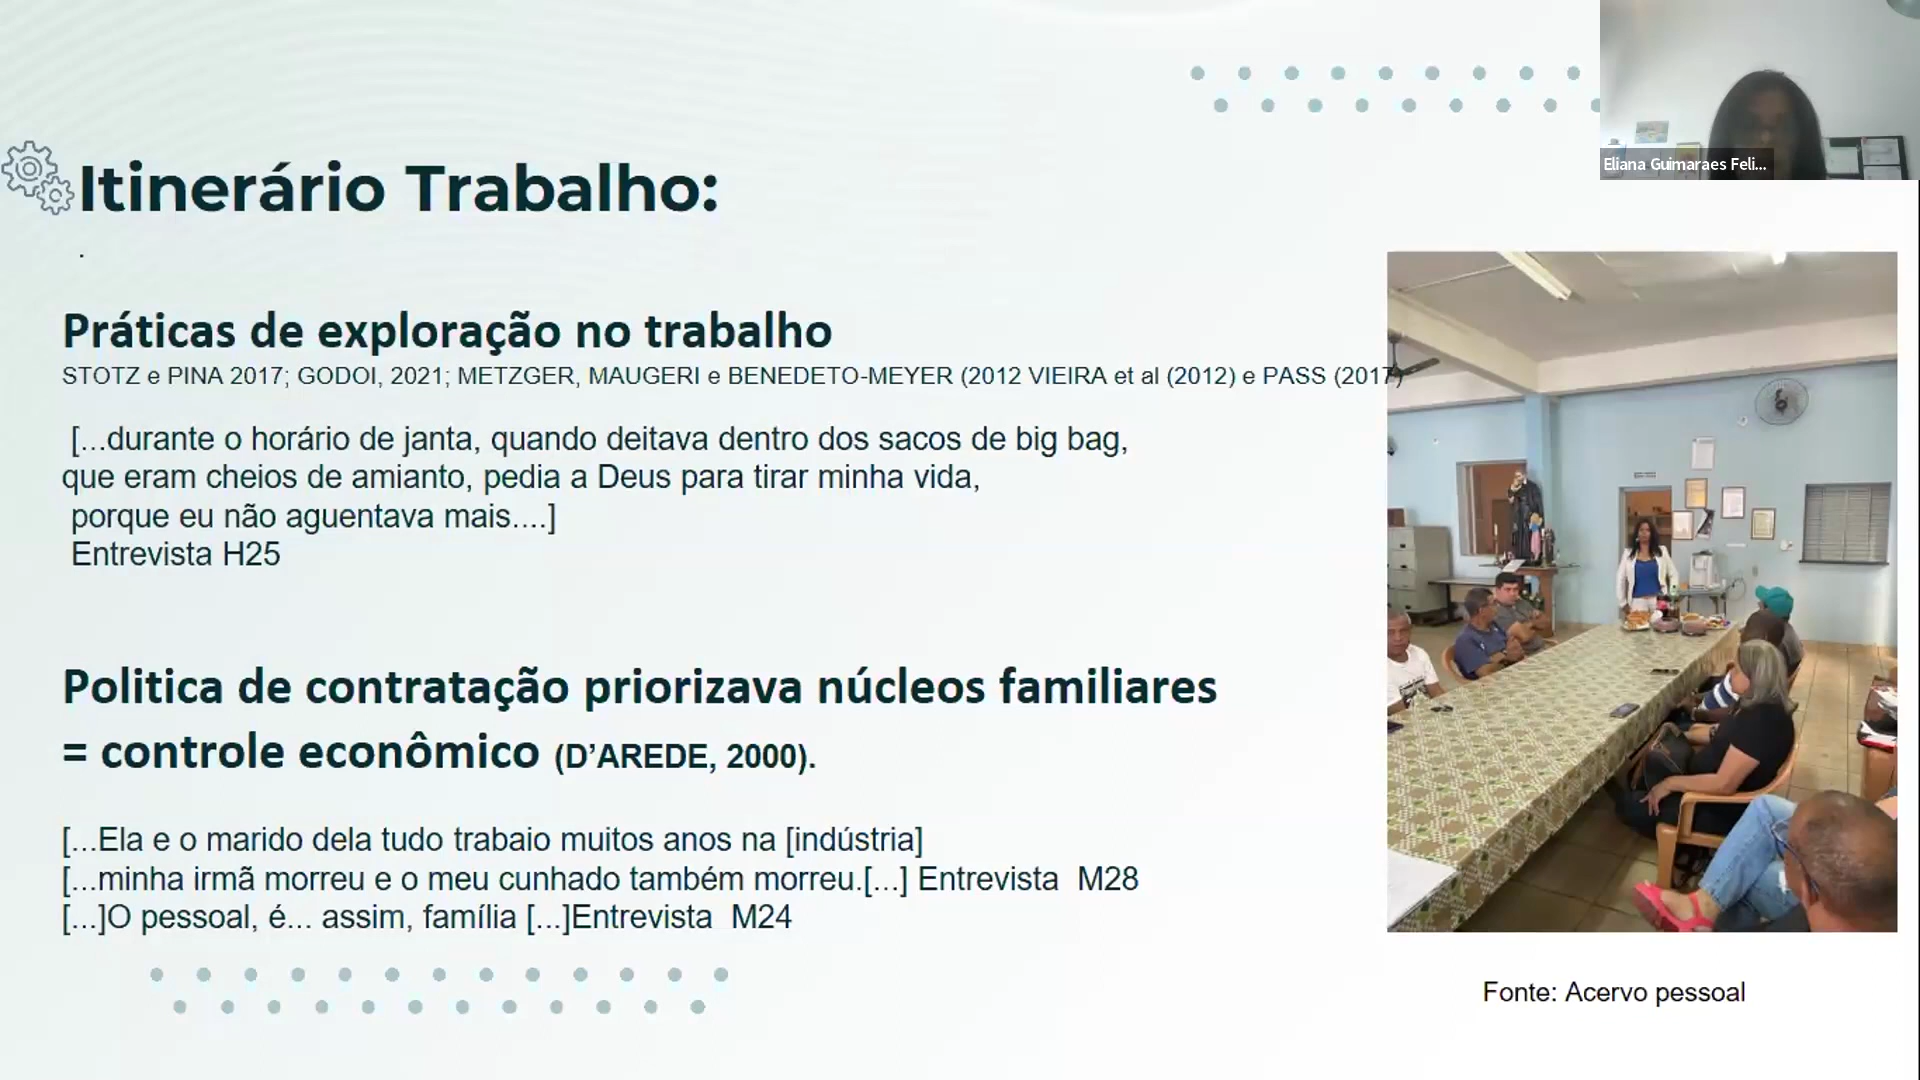 Eliana Guimaraes Feli...
Itinerário Trabalho:
.
Práticas de exploração no trabalho
STOTZ e PINA 2017; GODOI, 2021; METZGER, MAUGERI e BENEDETO-MEYER (2012 VIEIRA et al (2012) e PASS (2017)
[...durante o horário de janta, quando deitava dentro dos sacos de big bag,
que eram cheios de amianto, pedia a Deus para tirar minha vida,
porque eu não aguentava mais....]
Entrevista H25
Politica de contratação priorizava núcleos familiares
= controle econômico (D’AREDE, 2000).
[...Ela e o marido dela tudo trabaio muitos anos na [indústria]
[...minha irmã morreu e o meu cunhado também morreu.[...] Entrevista M28
[...]O pessoal, é... assim, família [...]Entrevista M24
Fonte: Acervo pessoal